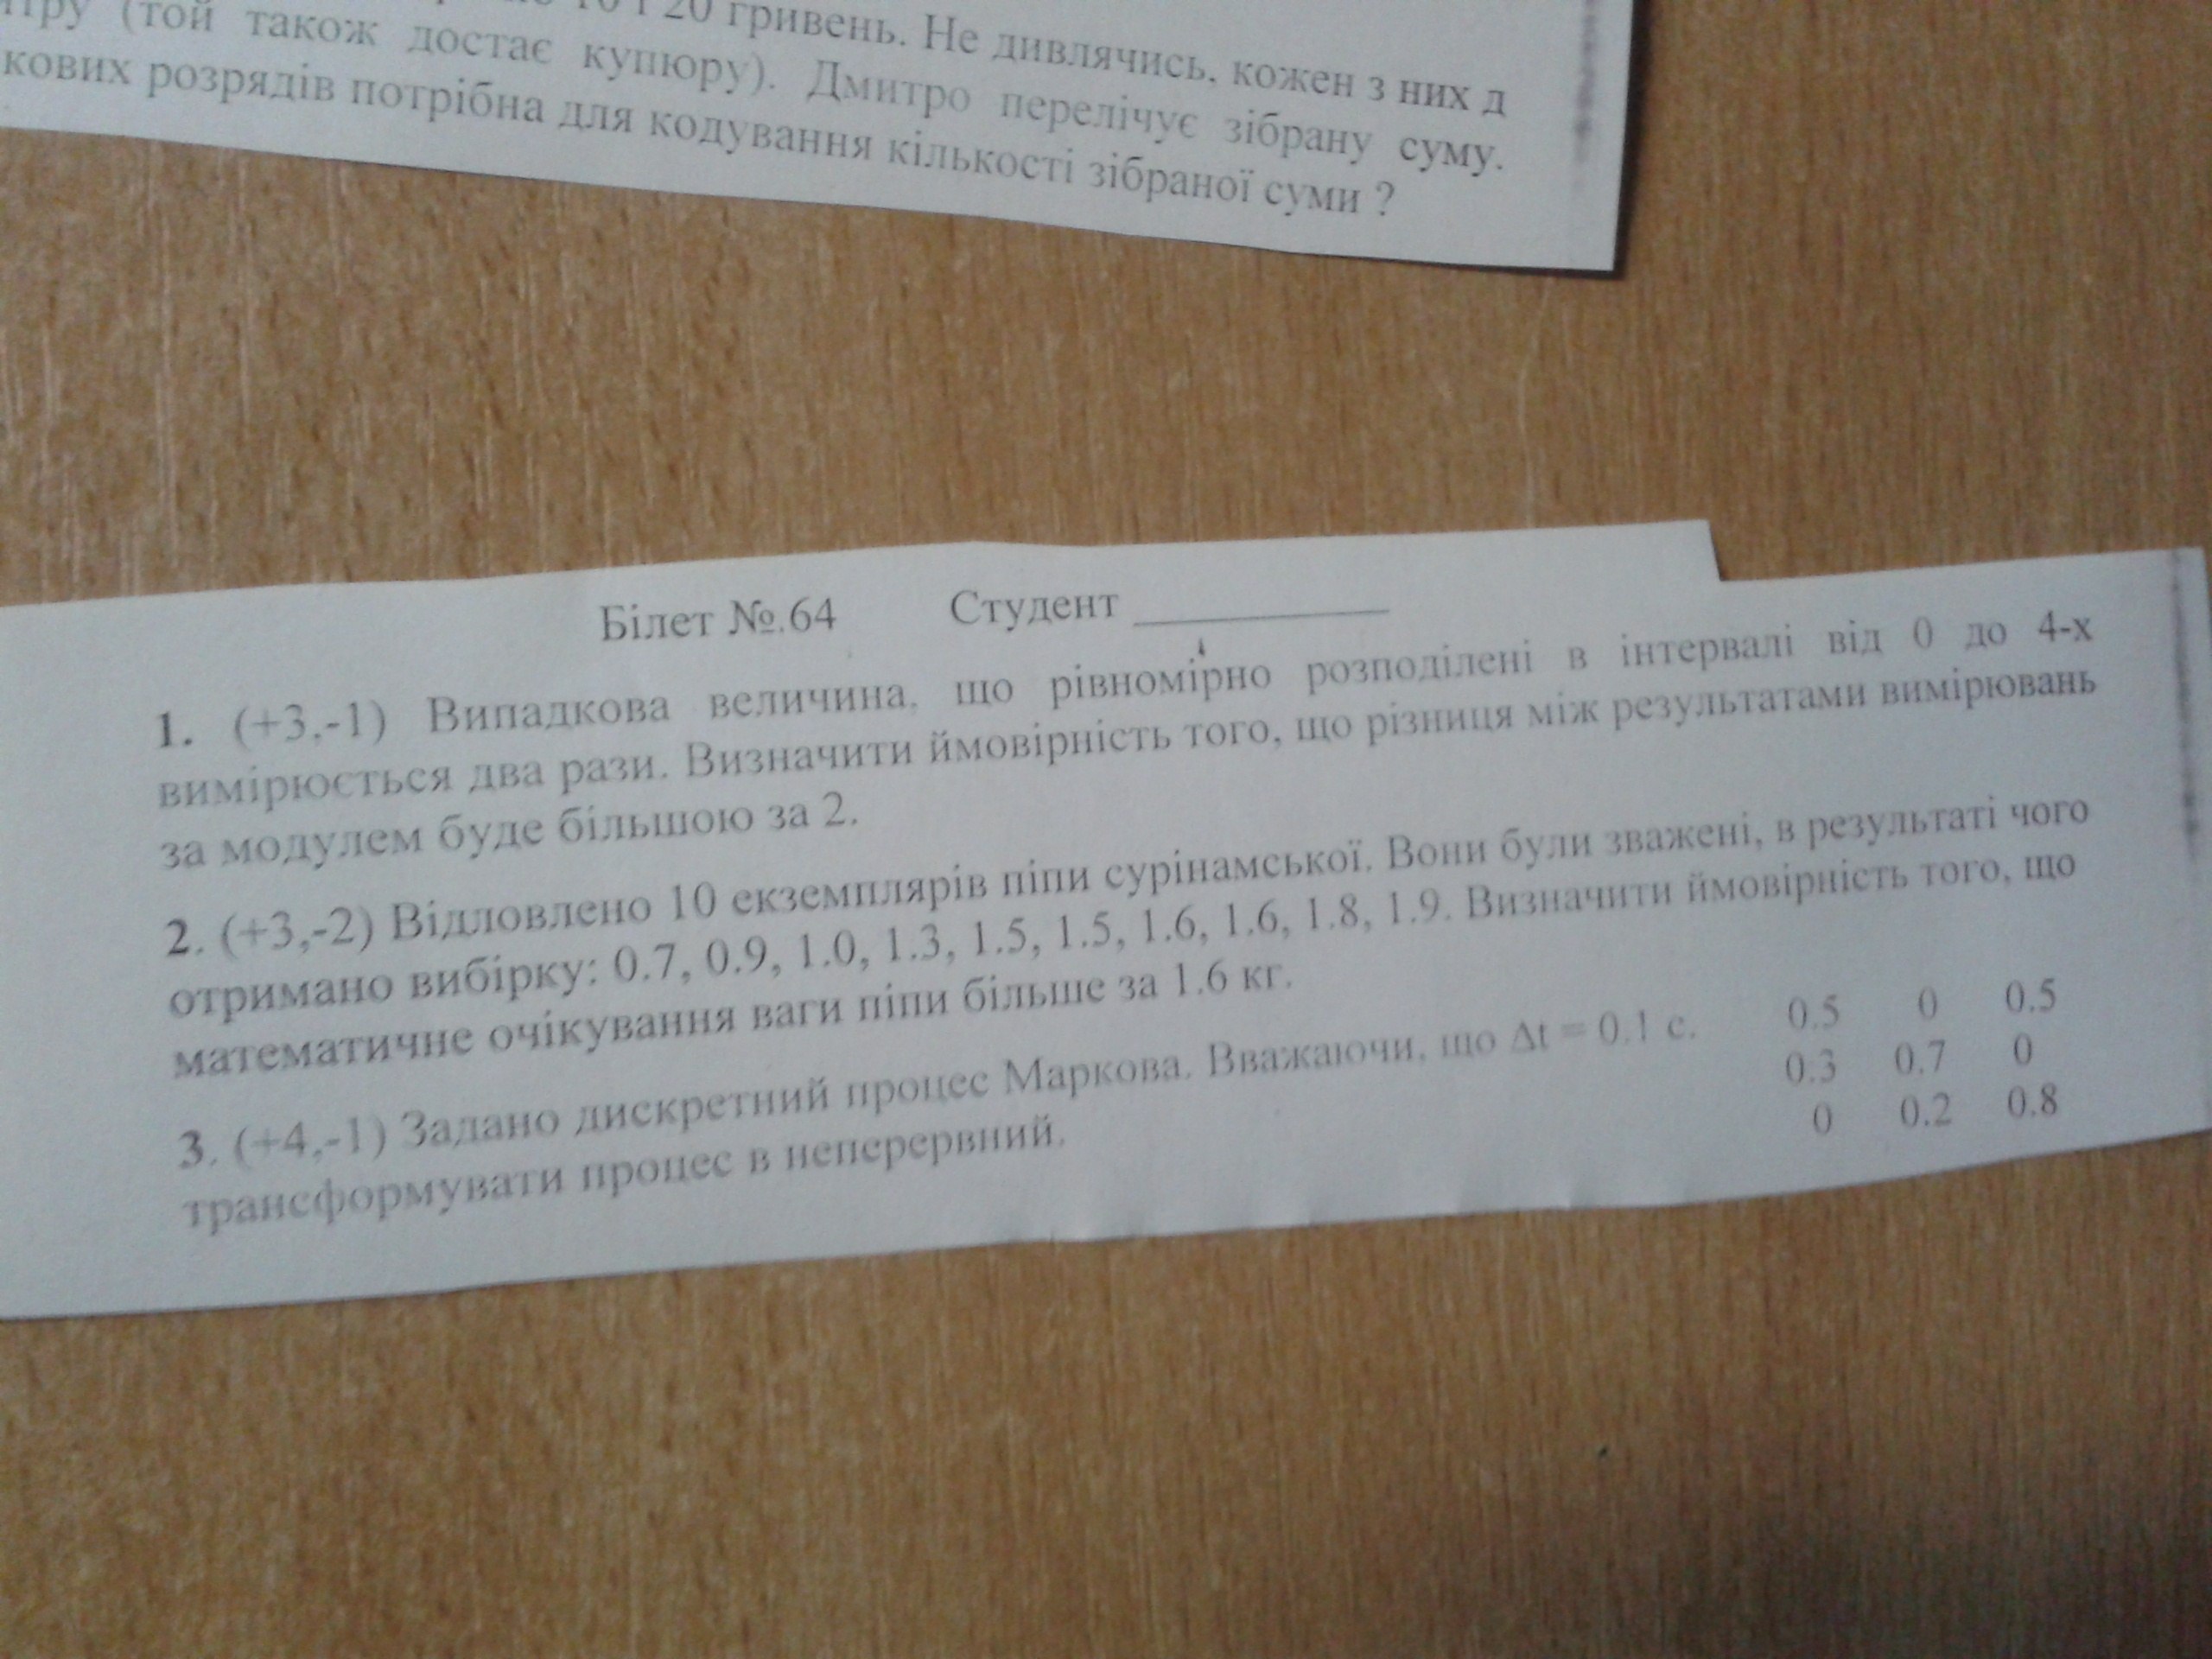 10 і 20 гривень. Не дивлячись, кожен з них д
(той також достає купюру). Дмитро перелічує зібрану суму.
кових розрядів потрібна для кодування кількості зібраної суми ?
Білет №.64 Студент ___________
1. (+3,-1) Випадкова величина, що рівномірно розподілені в інтервалі від 0 до 4-х
вимірюється два рази. Визначити ймовірність того, що різниця між результатами вимірювань
за модулем буде більшою за 2.
2. (+3,-2) Відловлено 10 екземплярів піпи сурінамської. Вони були зважені, в результаті чого
отримано вибірку: 0.7, 0.9, 1.0, 1.3, 1.5, 1.5, 1.6, 1.6, 1.8, 1.9. Визначити ймовірність того, що
математичне очікування ваги піпи більше за 1.6 кг.
3. (+4,-1) Задано дискретний процес Маркова. Вважаючи, що Δt = 0.1 с.
трансформувати процес в неперервний.
0.5 0 0.5
0.3 0.7 0
0 0.2 0.8